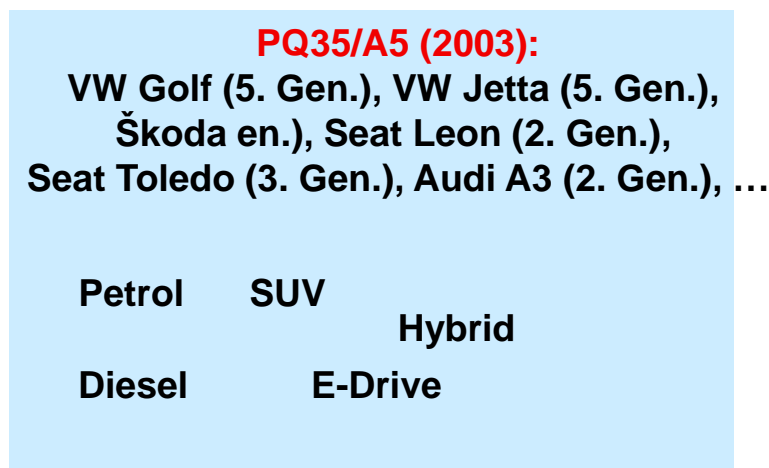 PQ35/A5 (2003):
VW Golf (5. Gen.), VW Jetta (5. Gen.),
Škoda en.), Seat Leon (2. Gen.),
Seat Toledo (3. Gen.), Audi A3 (2. Gen.), …
Petrol SUV
Hybrid
Diesel E-Drive